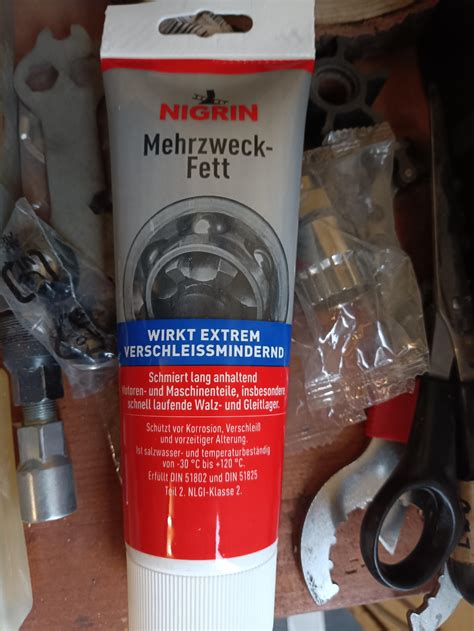 NIGRIN
Mehrzweck-
Fett
WIRKT EXTREM
VERSCHLEISSMINDERND
Schmiert lang anhaltend
Motoren- und Maschinenteile, insbesondere
schnell laufende Walz- und Gleitlager.
Schützt vor Korrosion, Verschleiß
und vorzeitiger Alterung.
Ist salzwasser- und temperaturbeständig
von -30 °C bis +120 °C.
Erfüllt DIN 51802 und DIN 51825
Teil 2. NLGI-Klasse 2.